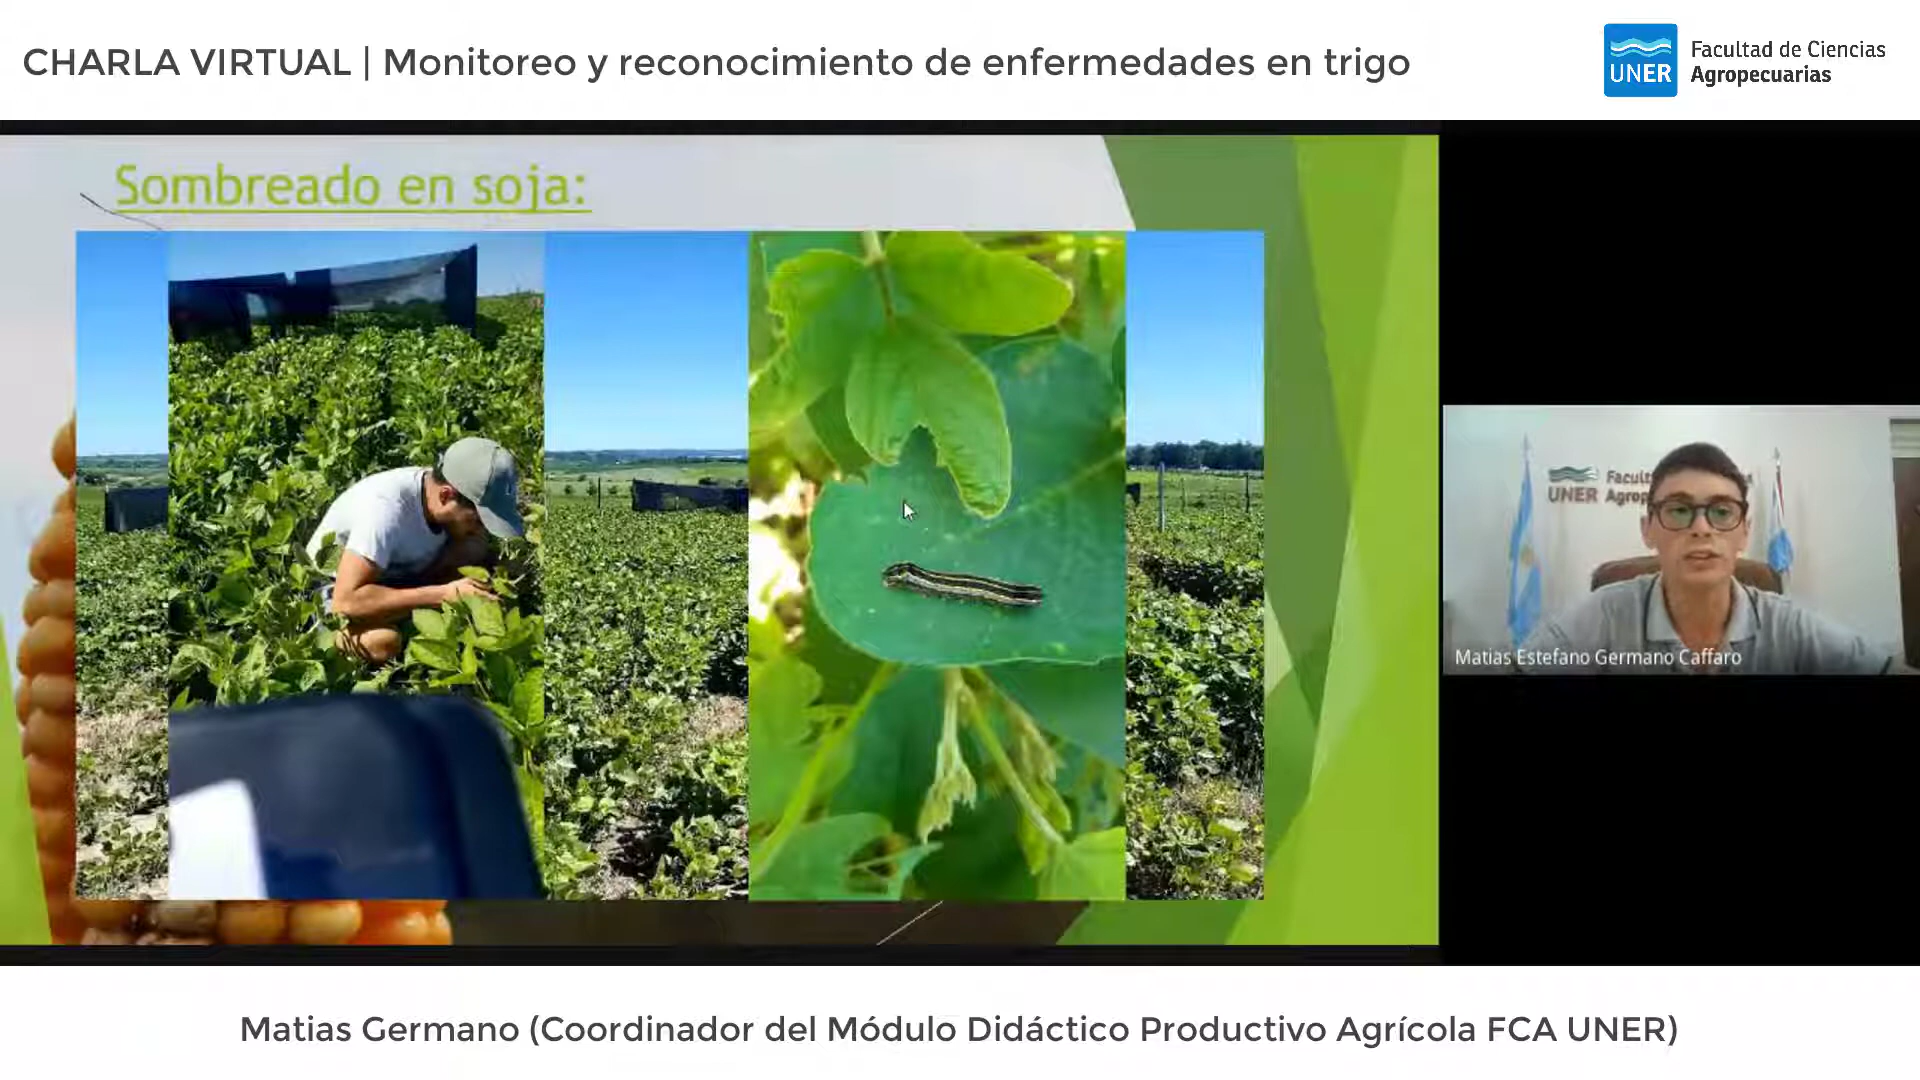 CHARLA VIRTUAL | Monitoreo y reconocimiento de enfermedades en trigo
UNER
Facultad de Ciencias
Agropecuarias
Sombreado en soja:
UNER
Matias Estefano Germano Caffaro
Matias Germano (Coordinador del Módulo Didáctico Productivo Agrícola FCA UNER)